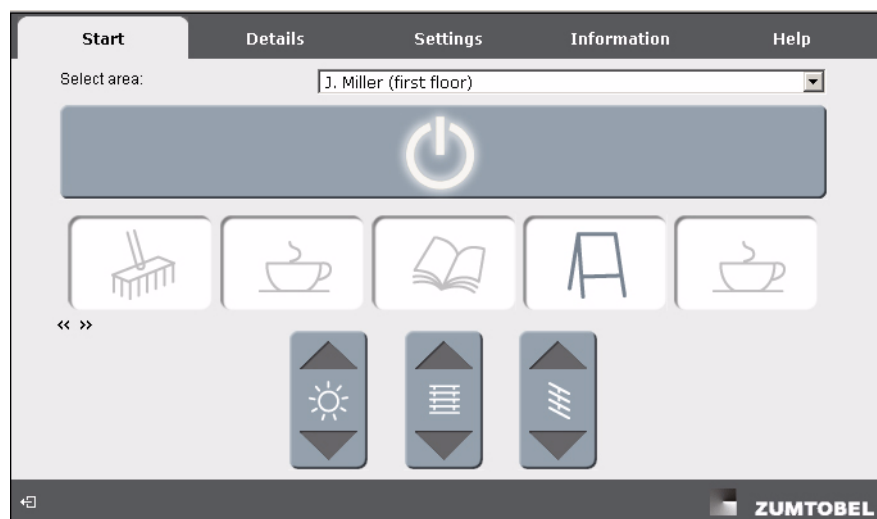 Start Details Settings Information Help
Select area: J. Miller (first floor)
<< >>
ZUMTOBEL